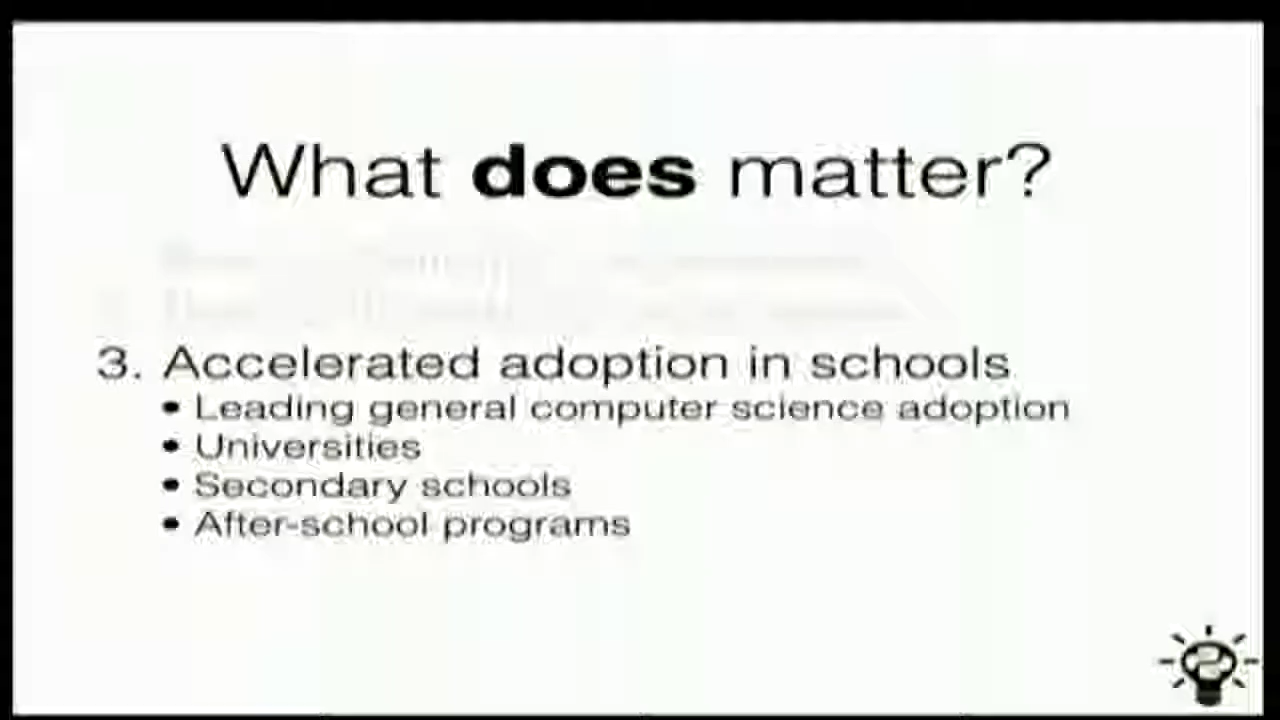 What does matter?
3. Accelerated adoption in schools
• Leading general computer science adoption
• Universities
• Secondary schools
• After-school programs